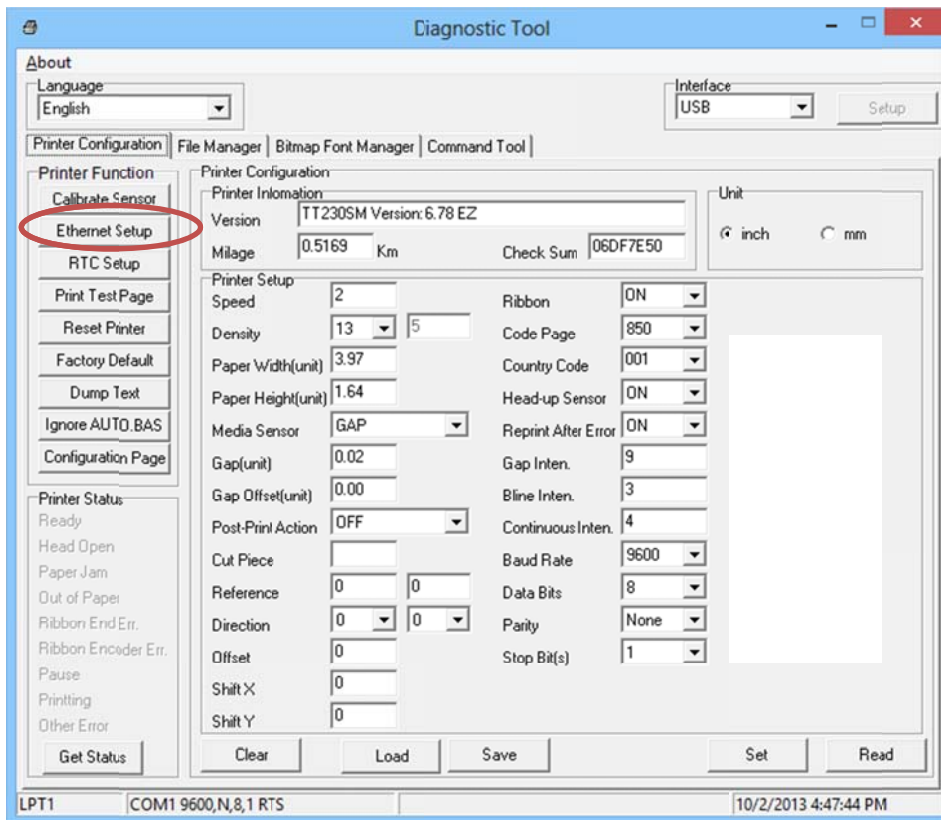 Diagnostic Tool
About
Language
English
Interface
USB
Setup
Printer Configuration
File Manager
Bitmap Font Manager
Command Tool
Printer Function
Calibrate Sensor
Ethernet Setup
RTC Setup
Print Test Page
Reset Printer
Factory Default
Dump Text
Ignore AUTO.BAS
Configuration Page
Printer Status
Ready
Head Open
Paper Jam
Out of Paper
Ribbon End Err.
Ribbon Encoder Err.
Pause
Printting
Other Error
Get Status
Printer Configuration
Printer Infomation
Version TT230SM Version: 6.78 EZ
Milage 0.5169 Km
Check Sum 06DF7E50
Unit
inch mm
Printer Setup
Speed 2
Density 13 5
Paper Width(unit) 3.97
Paper Height(unit) 1.64
Media Sensor GAP
Gap(unit) 0.02
Gap Offset(unit) 0.00
Post-Print Action OFF
Cut Piece
Reference 0 0
Direction 0 0
Offset 0
Shift X 0
Shift Y 0
Ribbon ON
Code Page 850
Country Code 001
Head-up Sensor ON
Reprint After Error ON
Gap Inten. 9
Bline Inten. 3
Continuous Inten. 4
Baud Rate 9600
Data Bits 8
Parity None
Stop Bit(s) 1
Clear Load Save Set Read
LPT1 COM1 9600,N,8,1 RTS 10/2/2013 4:47:44 PM